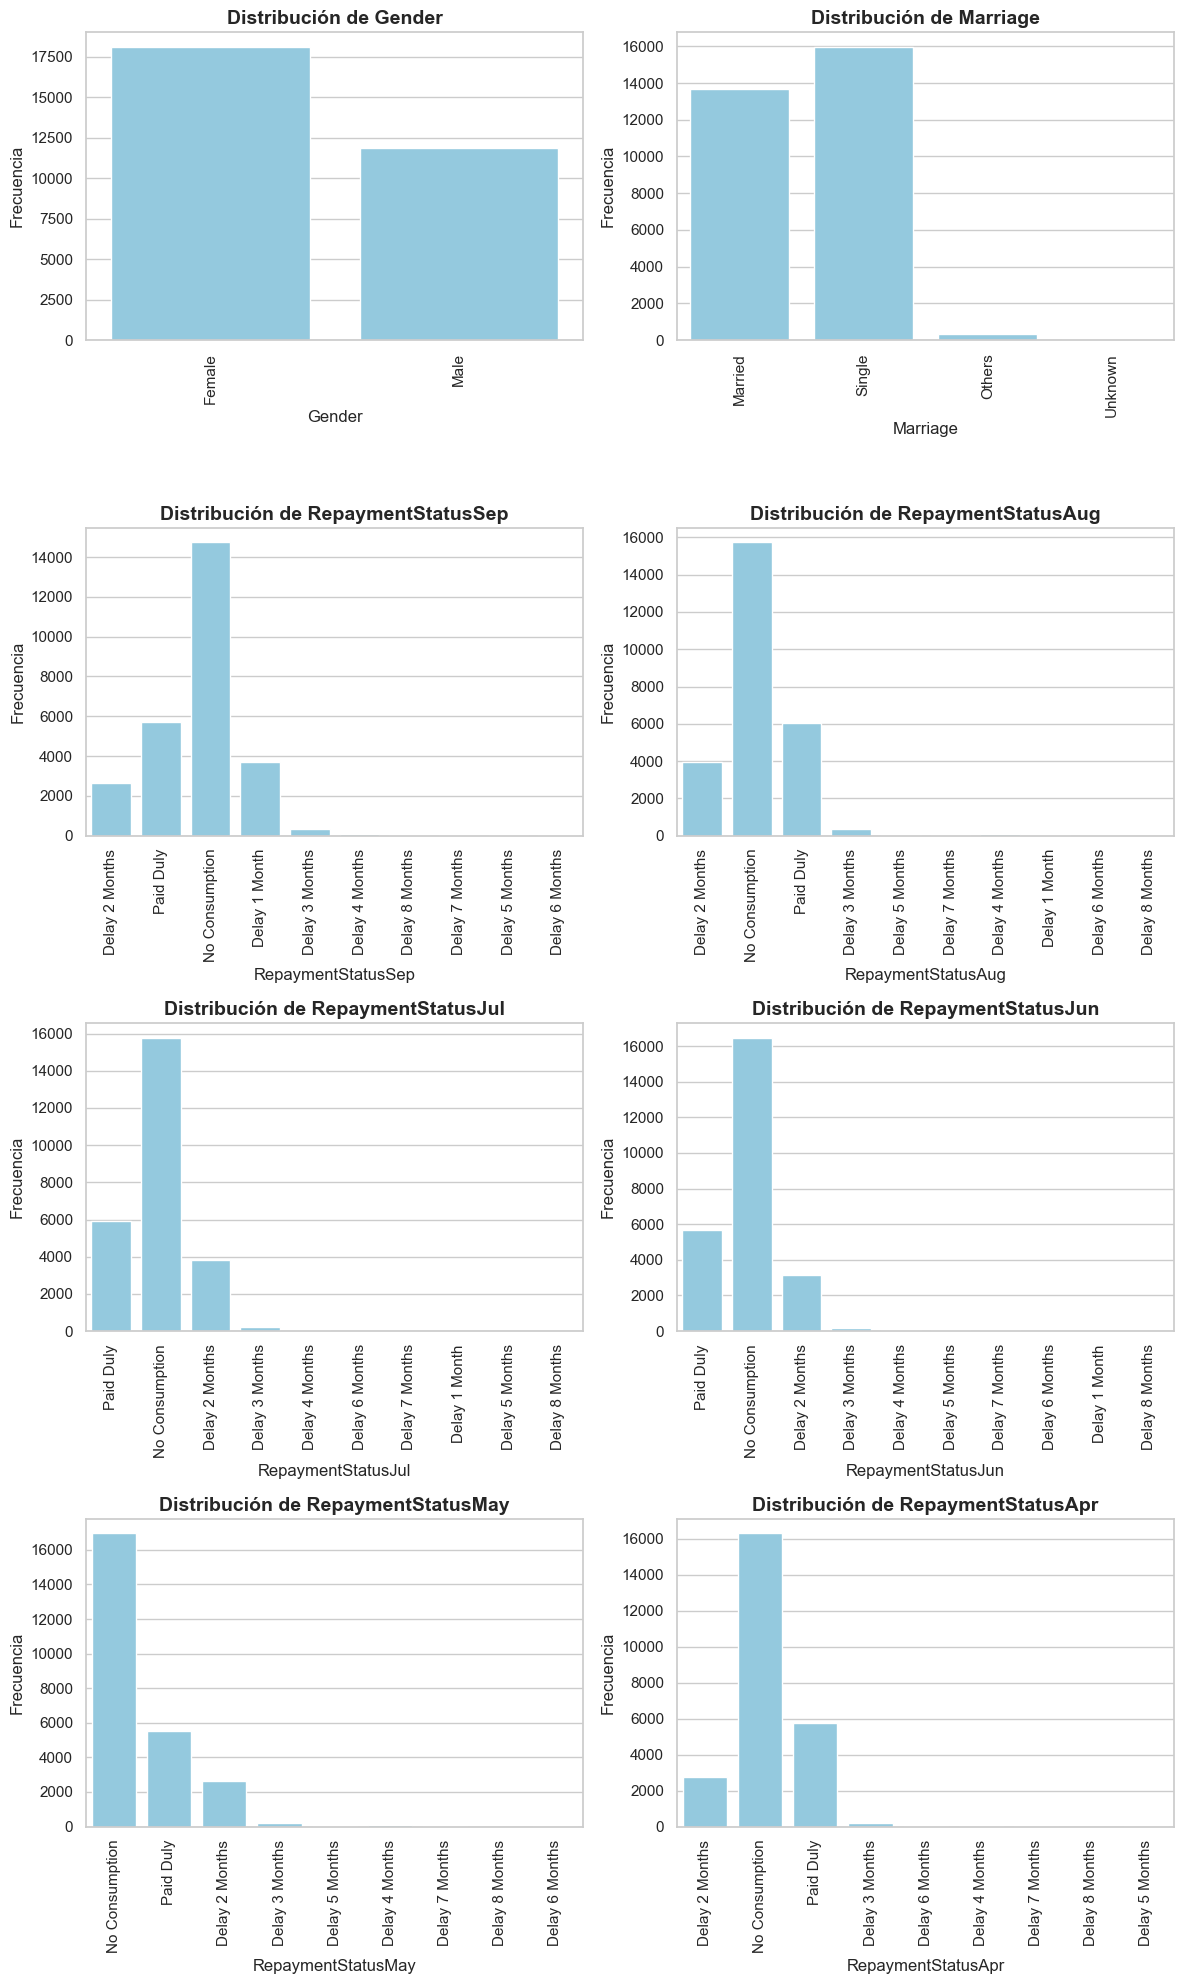 Distribución de Gender
Frecuencia
17500
15000
12500
10000
7500
5000
2500
0
Female
Male
Gender
Distribución de Marriage
Frecuencia
16000
14000
12000
10000
8000
6000
4000
2000
0
Married
Single
Others
Unknown
Marriage
Distribución de RepaymentStatusSep
Frecuencia
14000
12000
10000
8000
6000
4000
2000
0
Delay 2 Months
Paid Duly
No Consumption
Delay 1 Month
Delay 3 Months
Delay 4 Months
Delay 8 Months
Delay 7 Months
Delay 5 Months
Delay 6 Months
RepaymentStatusSep
Distribución de RepaymentStatusAug
Frecuencia
16000
14000
12000
10000
8000
6000
4000
2000
0
Delay 2 Months
No Consumption
Paid Duly
Delay 3 Months
Delay 5 Months
Delay 7 Months
Delay 4 Months
Delay 1 Month
Delay 6 Months
Delay 8 Months
RepaymentStatusAug
Distribución de RepaymentStatusJul
Frecuencia
16000
14000
12000
10000
8000
6000
4000
2000
0
Paid Duly
No Consumption
Delay 2 Months
Delay 3 Months
Delay 4 Months
Delay 6 Months
Delay 7 Months
Delay 1 Month
Delay 5 Months
Delay 8 Months
RepaymentStatusJul
Distribución de RepaymentStatusJun
Frecuencia
16000
14000
12000
10000
8000
6000
4000
2000
0
Paid Duly
No Consumption
Delay 2 Months
Delay 3 Months
Delay 4 Months
Delay 5 Months
Delay 7 Months
Delay 6 Months
Delay 1 Month
Delay 8 Months
RepaymentStatusJun
Distribución de RepaymentStatusMay
Frecuencia
16000
14000
12000
10000
8000
6000
4000
2000
0
No Consumption
Paid Duly
Delay 2 Months
Delay 3 Months
Delay 5 Months
Delay 4 Months
Delay 7 Months
Delay 8 Months
Delay 6 Months
RepaymentStatusMay
Distribución de RepaymentStatusApr
Frecuencia
16000
14000
12000
10000
8000
6000
4000
2000
0
Delay 2 Months
No Consumption
Paid Duly
Delay 3 Months
Delay 6 Months
Delay 4 Months
Delay 7 Months
Delay 8 Months
Delay 5 Months
RepaymentStatusApr